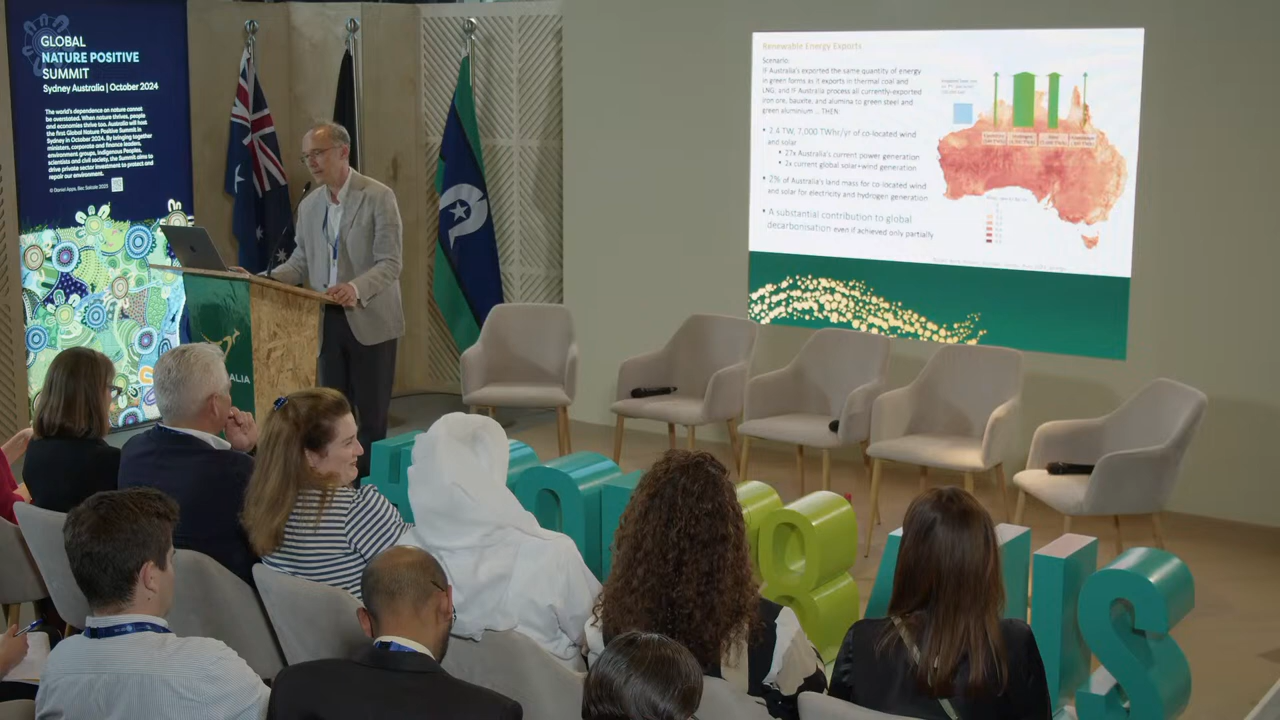 GLOBAL
NATURE POSITIVE
SUMMIT
Sydney Australia | October 2024
The world's dependence on nature cannot
be overstated. When nature thrives, people
and economies thrive too. Australia will host
the first Global Nature Positive Summit in
Sydney in October 2024. By bringing together
ministers, corporate and finance leaders,
environment groups, Indigenous Peoples,
scientists and civil society, the Summit aims to
drive private sector investment to protect and
repair our environment.
ALIA
Renewable Energy Exports
Scenario:
IF Australia's exported the same quantity of energy
in green forms as it exports in thermal coal and
LNG; and IF Australia process all currently-exported
iron ore, bauxite, and alumina to green steel and
green aluminium ... THEN:
• 2.4 TW, 7,000 TWhr/yr of co-located wind
and solar
• 27x Australia's current power generation
• 2x current global solar+wind generation
• 2% of Australia's land mass for co-located wind
and solar for electricity and hydrogen generation
• A substantial contribution to global
decarbonisation even if achieved only partially